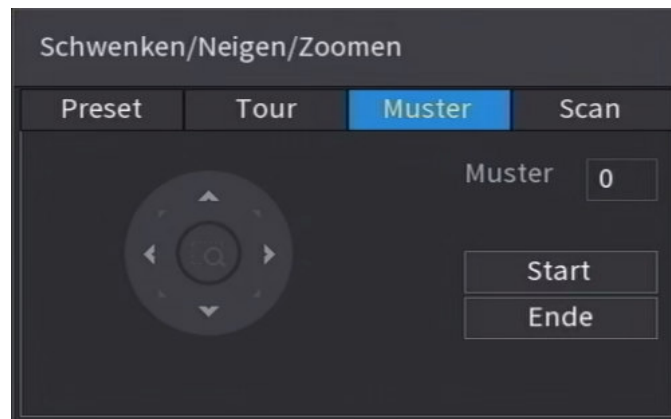 Schwenken/Neigen/Zoomen
Preset Tour Muster Scan
Muster 0
Start
Ende